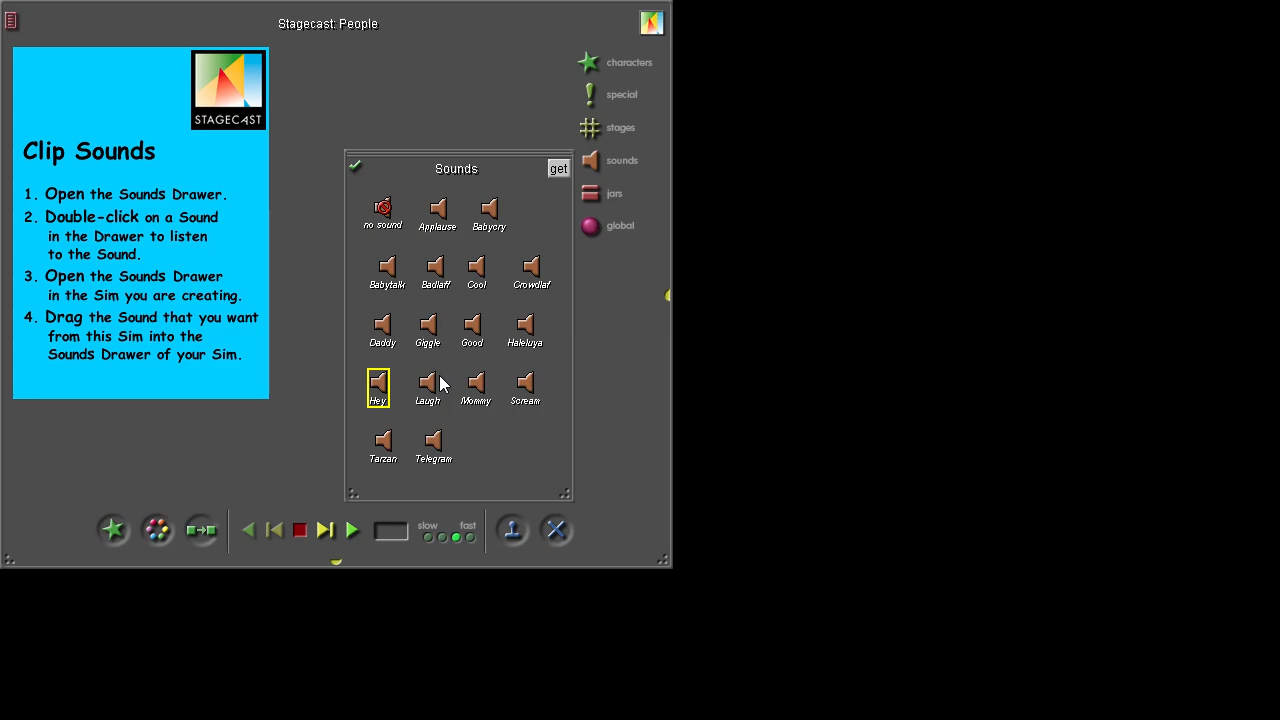 Stagecast: People
STAGECAST
Clip Sounds
1. Open the Sounds Drawer.
2. Double-click on a Sound
in the Drawer to listen
to the Sound.
3. Open the Sounds Drawer
in the Sim you are creating.
4. Drag the Sound that you want
from this Sim into the
Sounds Drawer of your Sim.
characters
special
stages
sounds
jars
global
Sounds
get
no sound Applause Babycry
Babytalk Badlaff Cool Crowdlaf
Daddy Giggle Good Haleluya
Hey Laugh Mommy Scream
Tarzan Telegram
slow fast